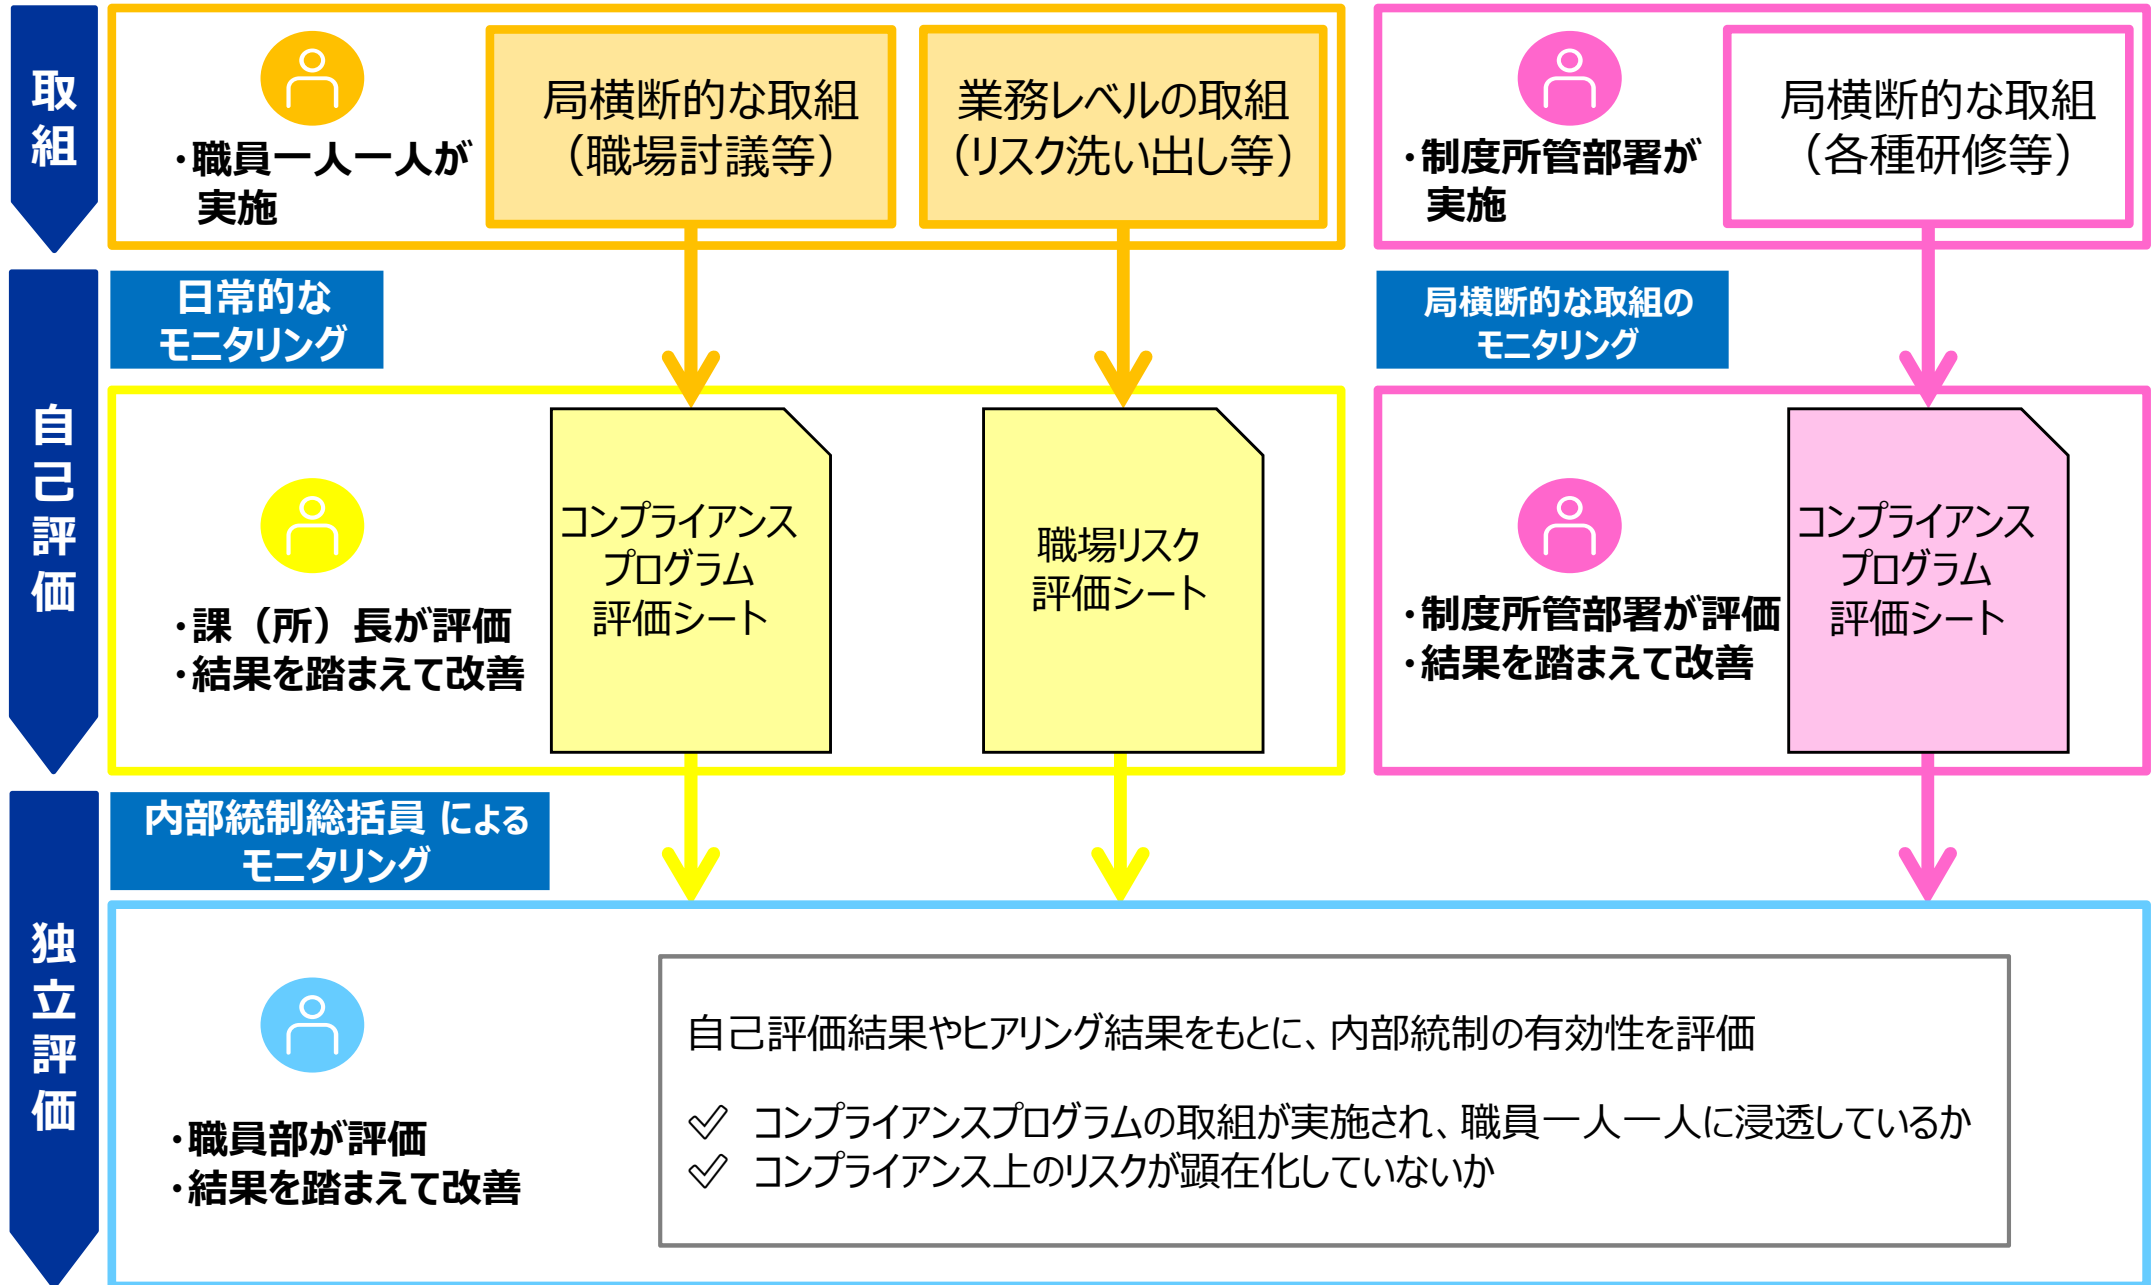 取組
・職員一人一人が
実施
局横断的な取組
（職場討議等）
業務レベルの取組
（リスク洗い出し等）
・制度所管部署が
実施
局横断的な取組
（各種研修等）
自己評価
日常的な
モニタリング
局横断的な取組の
モニタリング
・課（所）長が評価
・結果を踏まえて改善
コンプライアンス
プログラム
評価シート
職場リスク
評価シート
・制度所管部署が評価
・結果を踏まえて改善
コンプライアンス
プログラム
評価シート
独立評価
内部統制総括員 による
モニタリング
・職員部が評価
・結果を踏まえて改善
自己評価結果やヒアリング結果をもとに、内部統制の有効性を評価
コンプライアンスプログラムの取組が実施され、職員一人一人に浸透しているか
コンプライアンス上のリスクが顕在化していないか